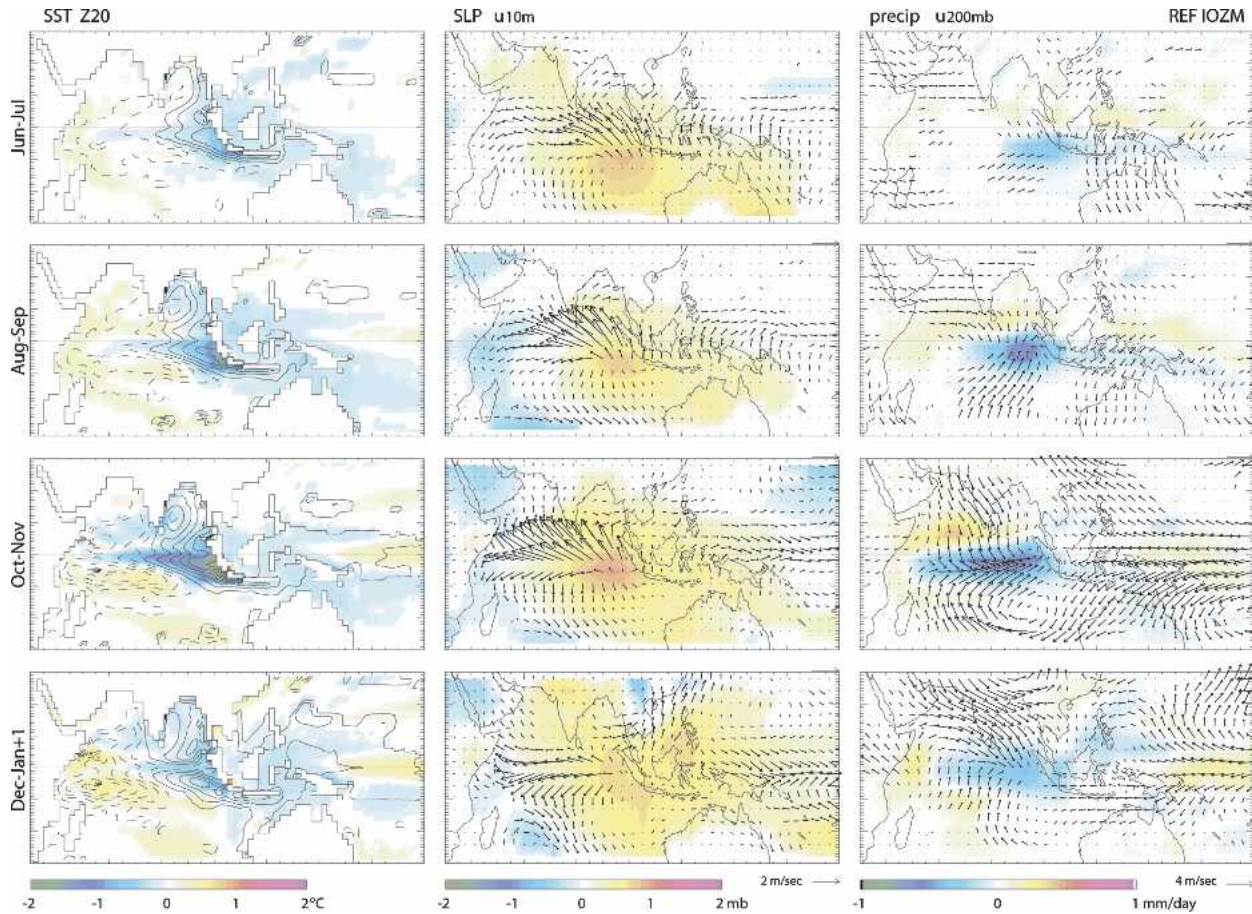 SST Z20
SLP u10m
precip u200mb
REF IOZM
Jun-Jul
Aug-Sep
Oct-Nov
Dec-Jan+1
2 m/sec
4 m/sec
-2 -1 0 1 2°C
-2 -1 0 1 2 mb
-1 0 1 mm/day